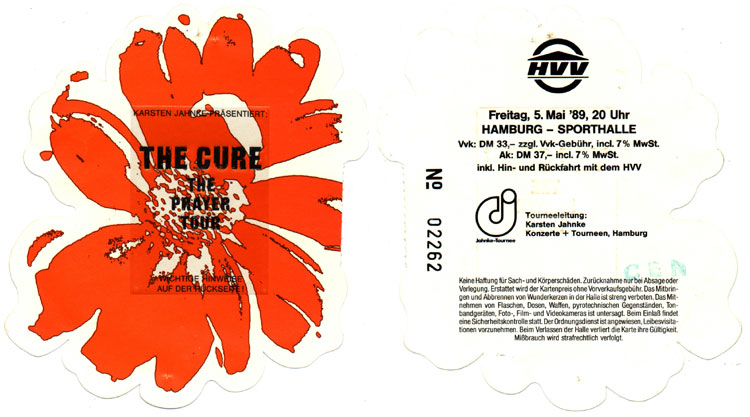 KARSTEN JAHNKE PRÄSENTIERT:
THE CURE
THE
PRAYER
TOUR
WICHTIGE HINWEISE
AUF DER RÜCKSEITE!
HVV
Freitag, 5. Mai '89, 20 Uhr
HAMBURG – SPORTHALLE
Vvk: DM 33,– zzgl. Vvk-Gebühr, incl. 7% MwSt.
Ak: DM 37,– incl. 7% MwSt.
inkl. Hin- und Rückfahrt mit dem HVV
No 02262
Jahnke-Tournee
Tourneeleitung:
Karsten Jahnke
Konzerte + Tourneen, Hamburg
Keine Haftung für Sach- und Körperschäden. Zurücknahme nur bei Absage oder
Verlegung. Erstattet wird der Kartenpreis ohne Vorverkaufsgebühr. Das Mitbrin-
gen und Abbrennen von Wunderkerzen in der Halle ist streng verboten. Das Mit-
nehmen von Flaschen, Dosen, Waffen, pyrotechnischen Gegenständen, Ton-
bandgeräten, Foto-, Film- und Videokameras ist untersagt. Beim Einlaß findet
eine Sicherheitskontrolle statt. Der Ordnungsdienst ist angewiesen, Leibesvisita-
tionen vorzunehmen. Beim Verlassen der Halle verliert die Karte ihre Gültigkeit.
Mißbrauch wird strafrechtlich verfolgt.